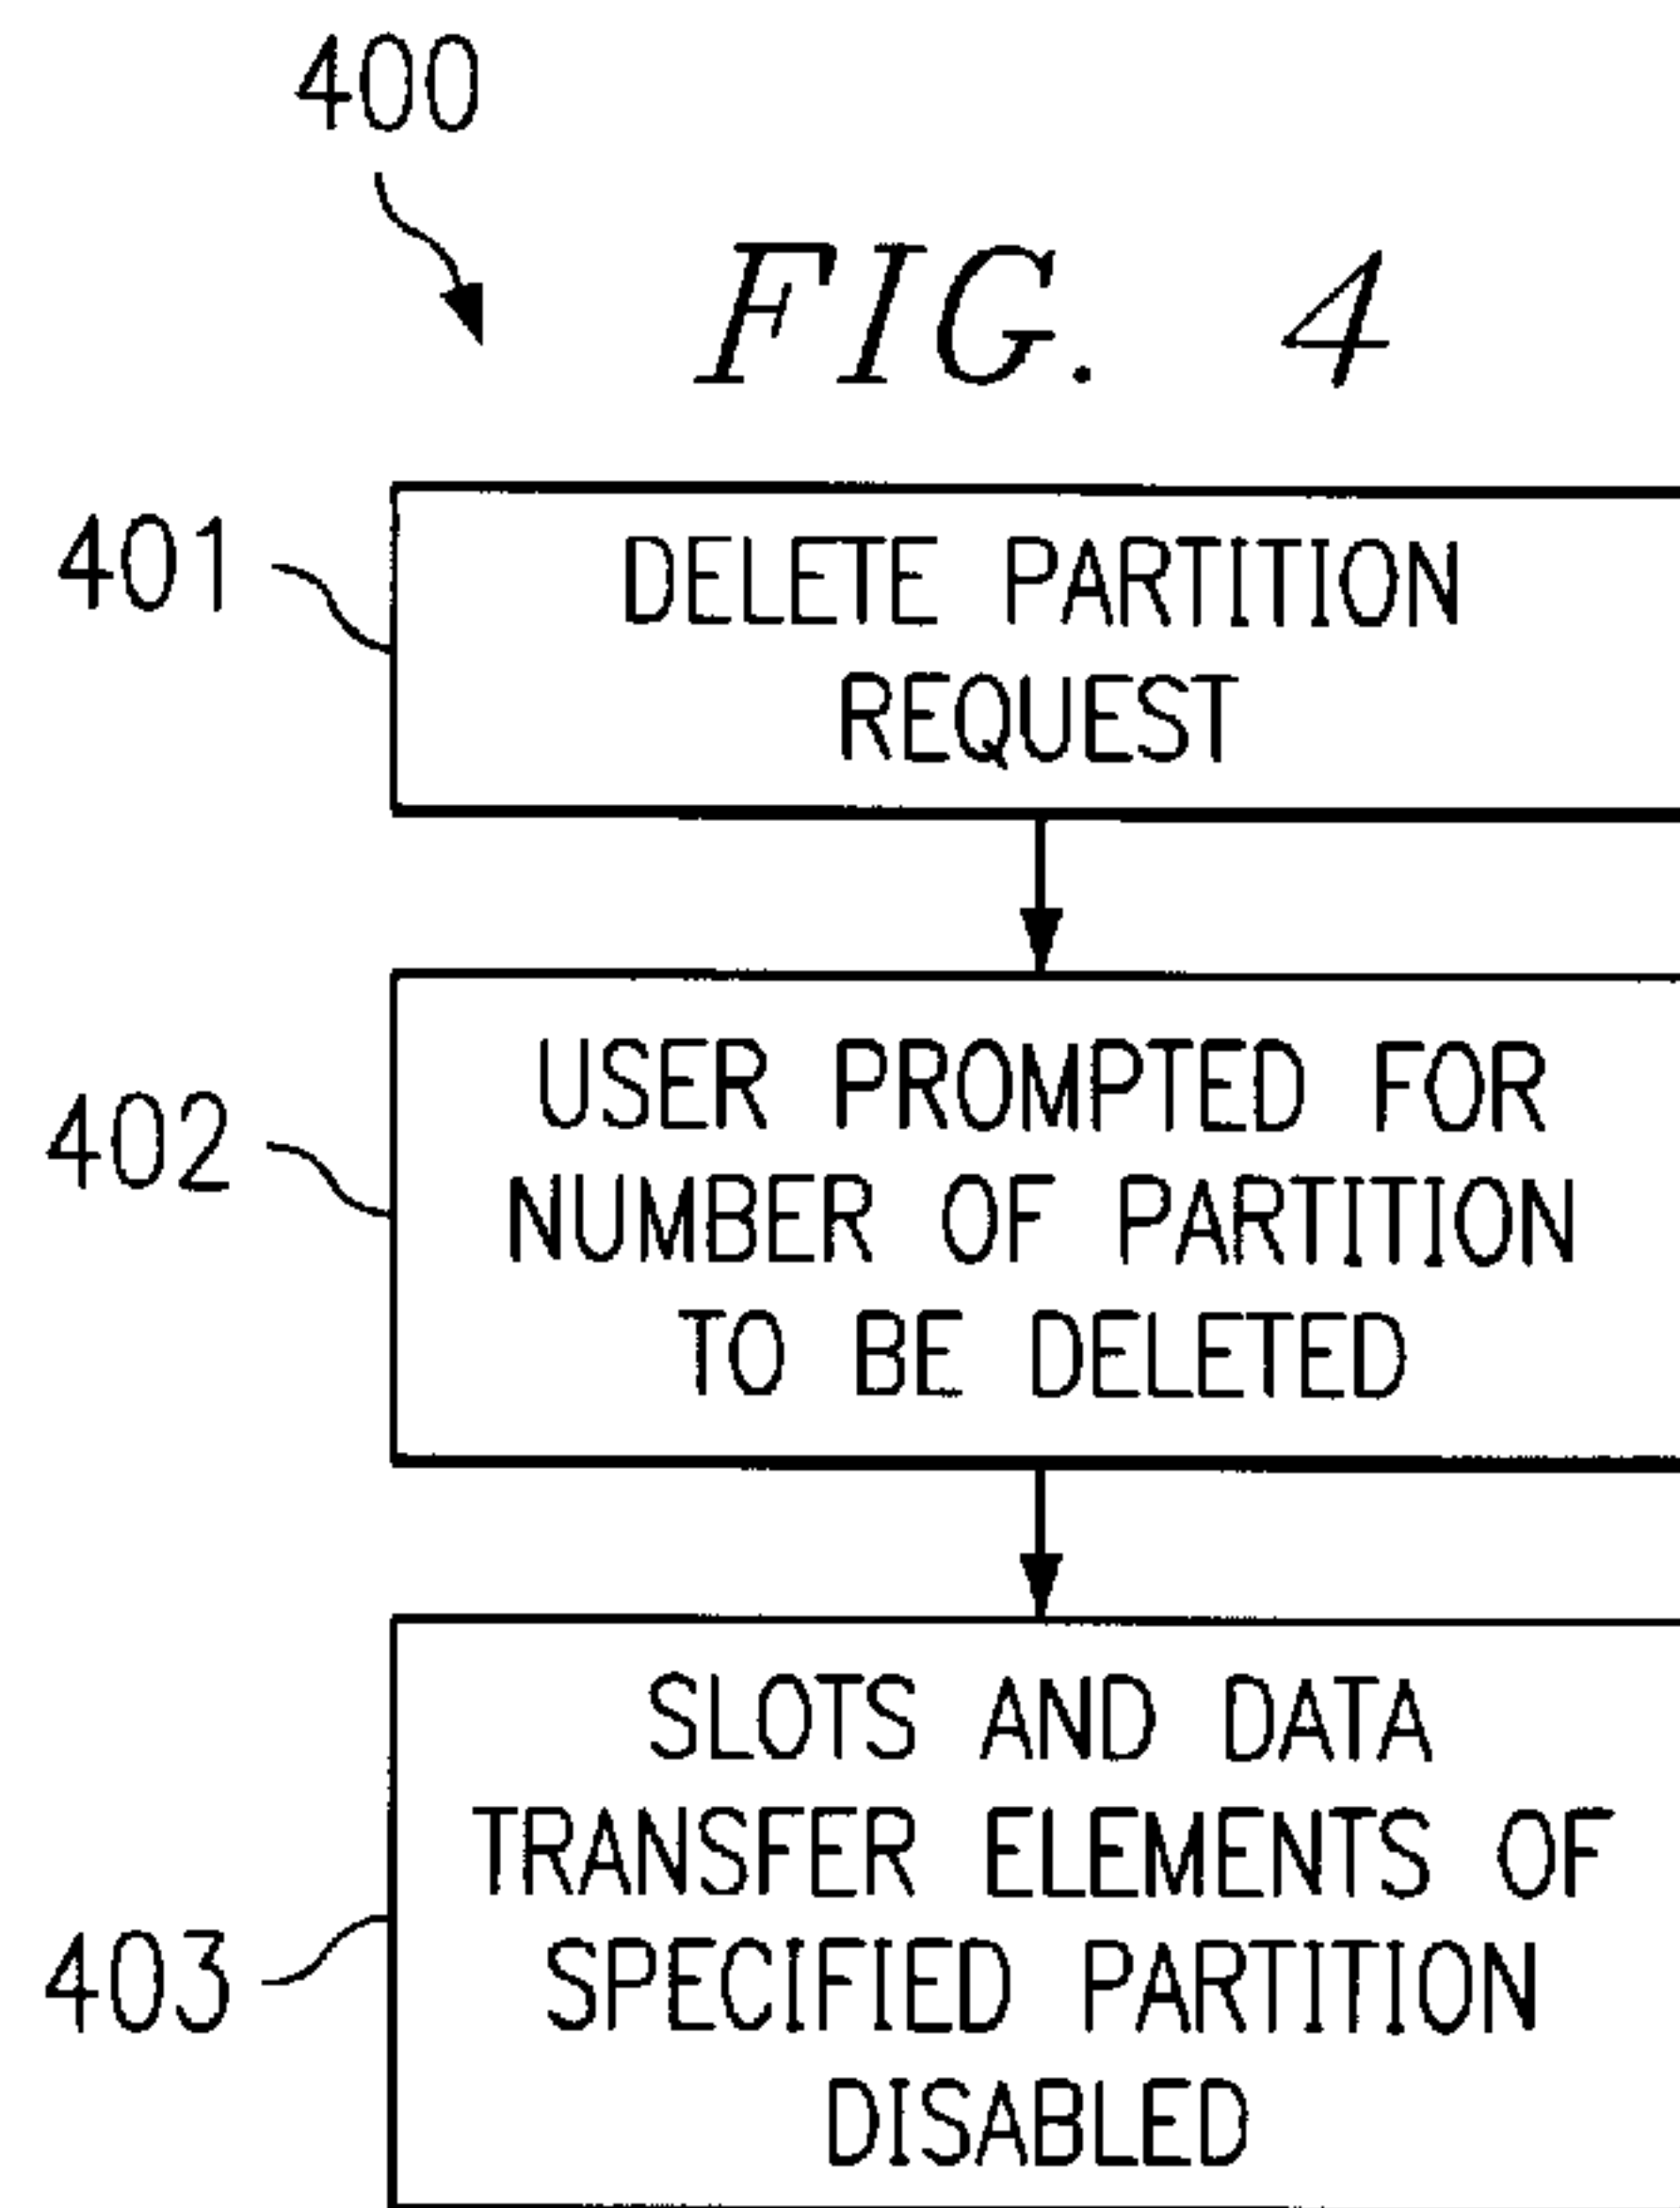 400
FIG. 4
401
DELETE PARTITION
REQUEST
402
USER PROMPTED FOR
NUMBER OF PARTITION
TO BE DELETED
403
SLOTS AND DATA
TRANSFER ELEMENTS OF
SPECIFIED PARTITION
DISABLED